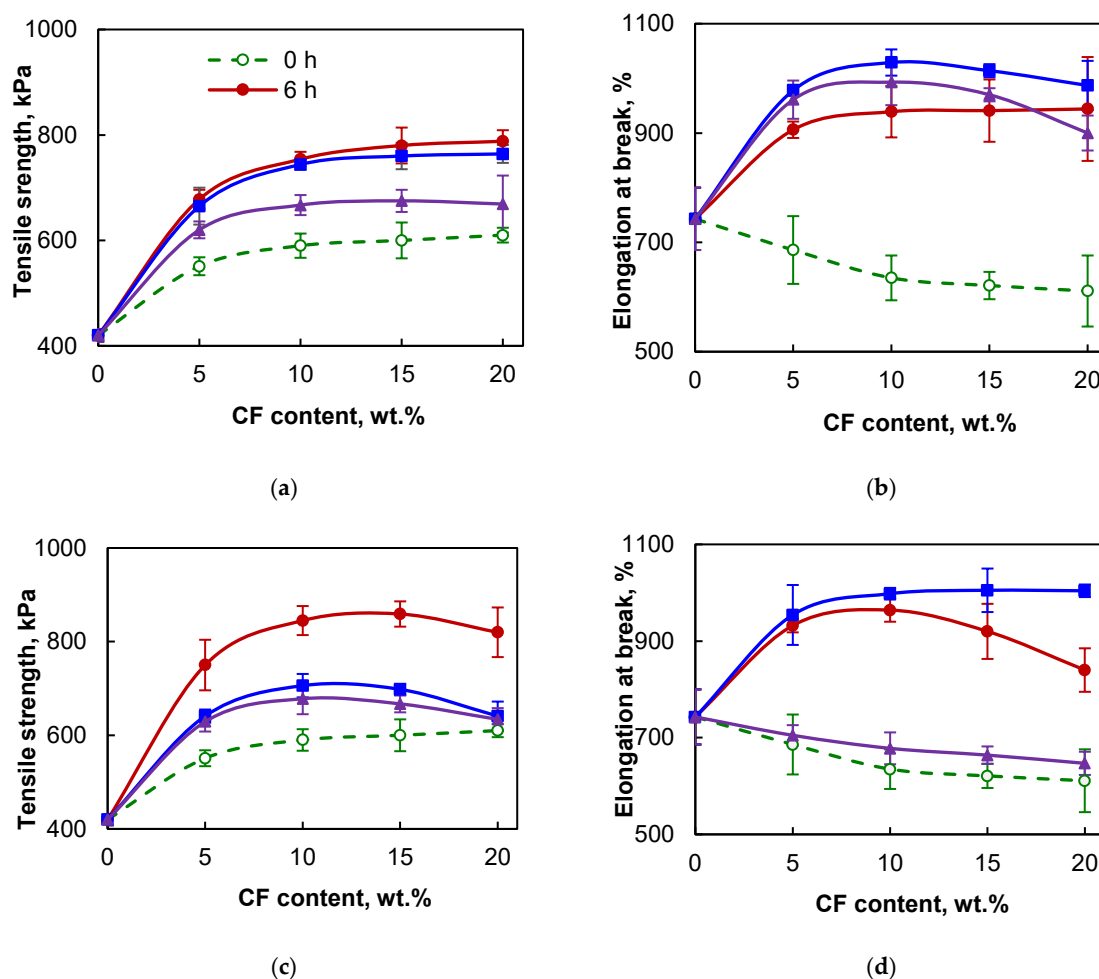 1000
800
600
400
0 5 10 15 20
Tensile srength, kPa
CF content, wt.%
0 h
6 h
(a)
1100
900
700
500
0 5 10 15 20
Elongation at break, %
CF content, wt.%
(b)
1000
800
600
400
0 5 10 15 20
Tensile strength, kPa
CF content, wt.%
(c)
1100
900
700
500
0 5 10 15 20
Elongation at break, %
CF content, wt.%
(d)